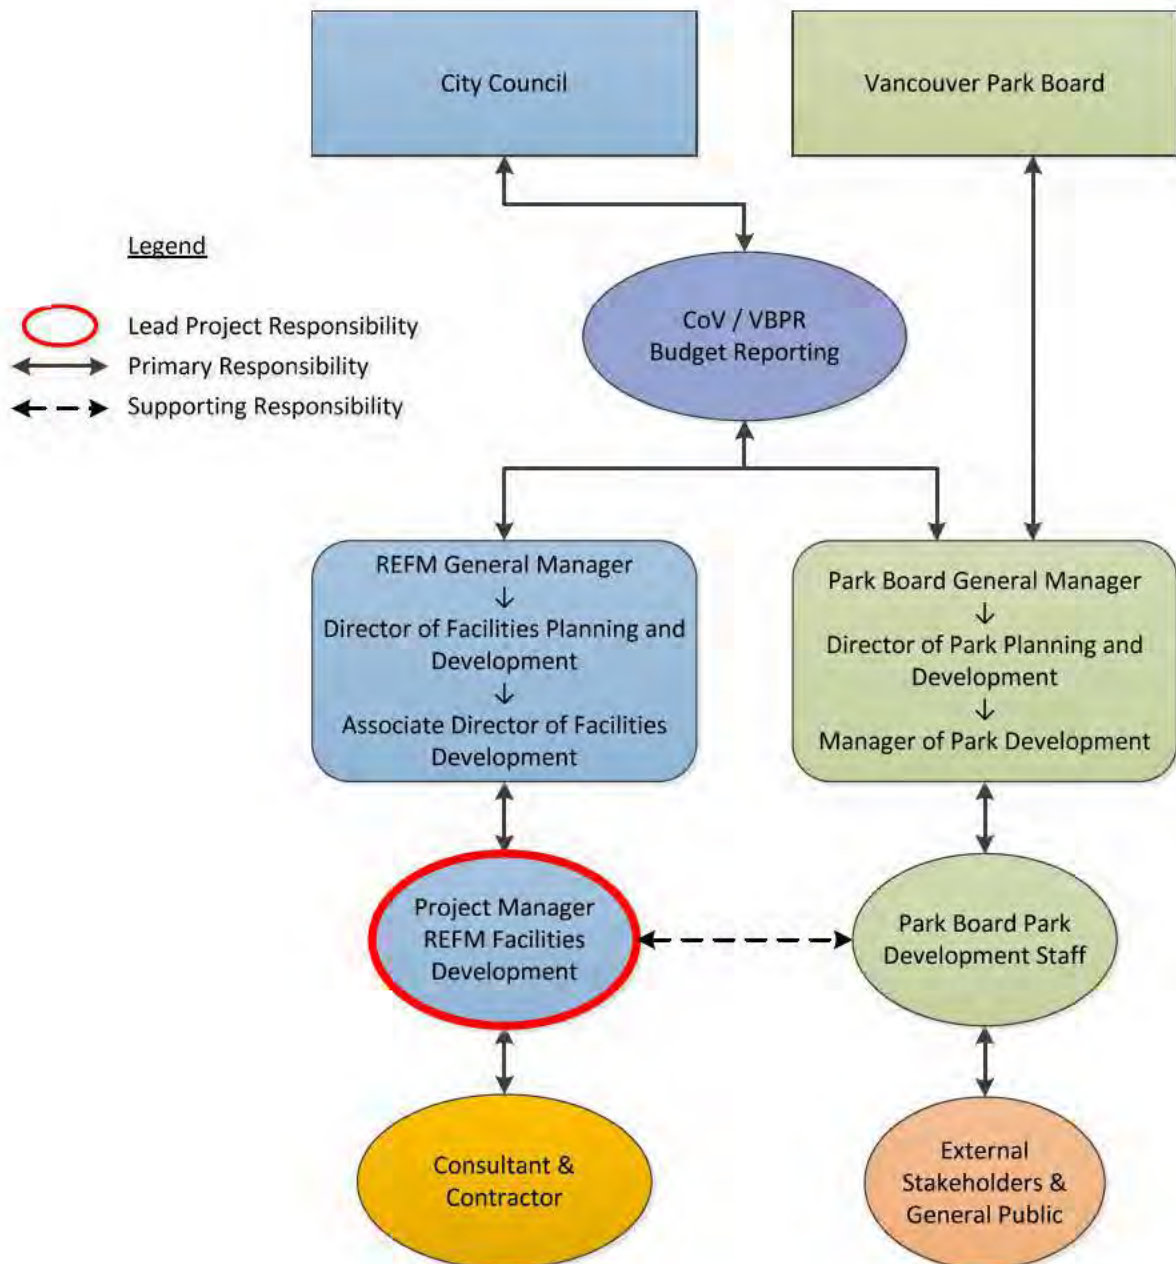 City Council
Vancouver Park Board
Legend
Lead Project Responsibility
Primary Responsibility
Supporting Responsibility
CoV / VBPR
Budget Reporting
REFM General Manager
↓
Director of Facilities Planning and
Development
↓
Associate Director of Facilities
Development
Park Board General Manager
↓
Director of Park Planning and
Development
↓
Manager of Park Development
Project Manager
REFM Facilities
Development
Park Board Park
Development Staff
Consultant &
Contractor
External
Stakeholders &
General Public